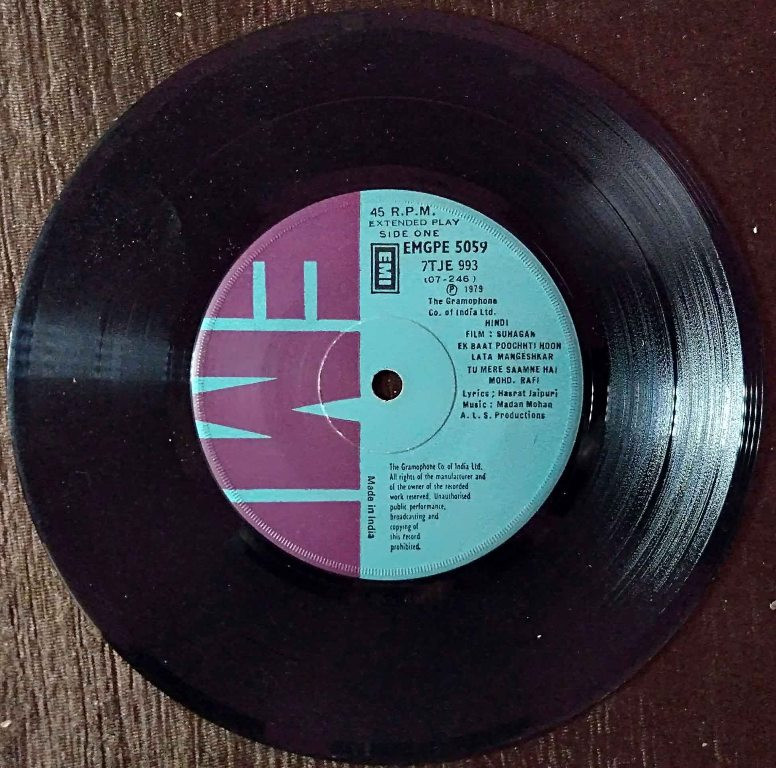 45 R.P.M.
EXTENDED PLAY
SIDE ONE
EMI
EMGPE 5059
7TJE 993
(07-246)
Ⓟ 1979
The Gramophone
Co. of India Ltd.
HINDI
FILM : SUHAGAN
EK BAAT POOCHHTI HOON
LATA MANGESHKAR
TU MERE SAAMNE HAI
MOHD. RAFI
Lyrics ; Hasrat Jaipuri
Music : Madan Mohan
A. L. S. Productions
The Gramophone Co. of India Ltd.
All rights of the manufacturer and
of the owner of the recorded
work reserved. Unauthorised
public performance,
broadcasting and
copying of
this record
prohibited.
Made in India
EMI